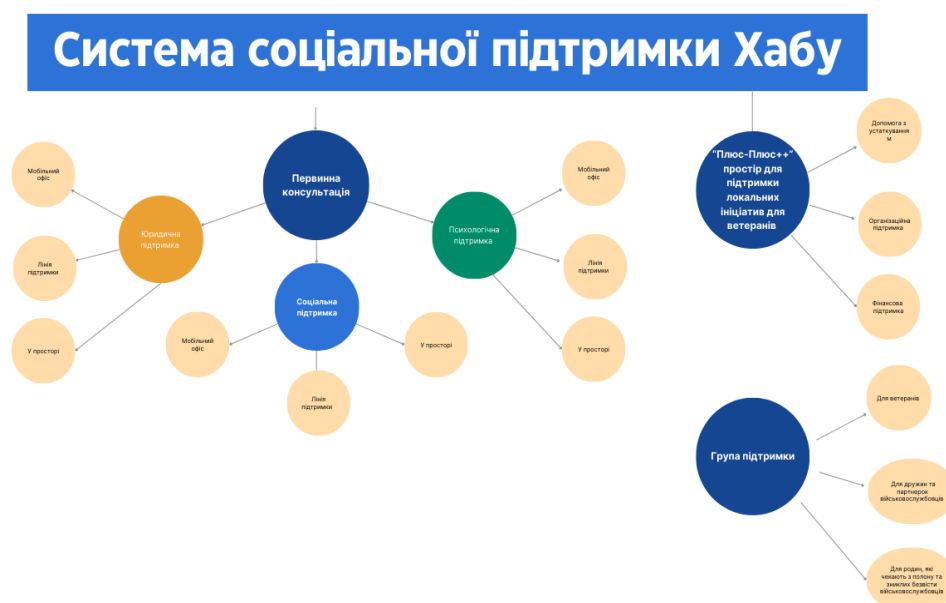 Система соціальної підтримки Хабу
Первинна
консультація
Юридична
підтримка
Мобільний
офіс
Лінія
підтримки
У просторі
Соціальна
підтримка
Мобільний
офіс
Лінія
підтримки
У просторі
Психологічна
підтримка
Мобільний
офіс
Лінія
підтримки
У просторі
"Плюс-Плюс++"
простір для
підтримки
локальних
ініціатив для
ветеранів
Допомога з
устаткування
м
Організаційна
підтримка
Фінансова
підтримка
Група підтримки
Для ветеранів
Для дружин та
партнерок
військовослужбовців
Для родин, які
чекають з полону та
зниклих безвісти
військовослужбовців